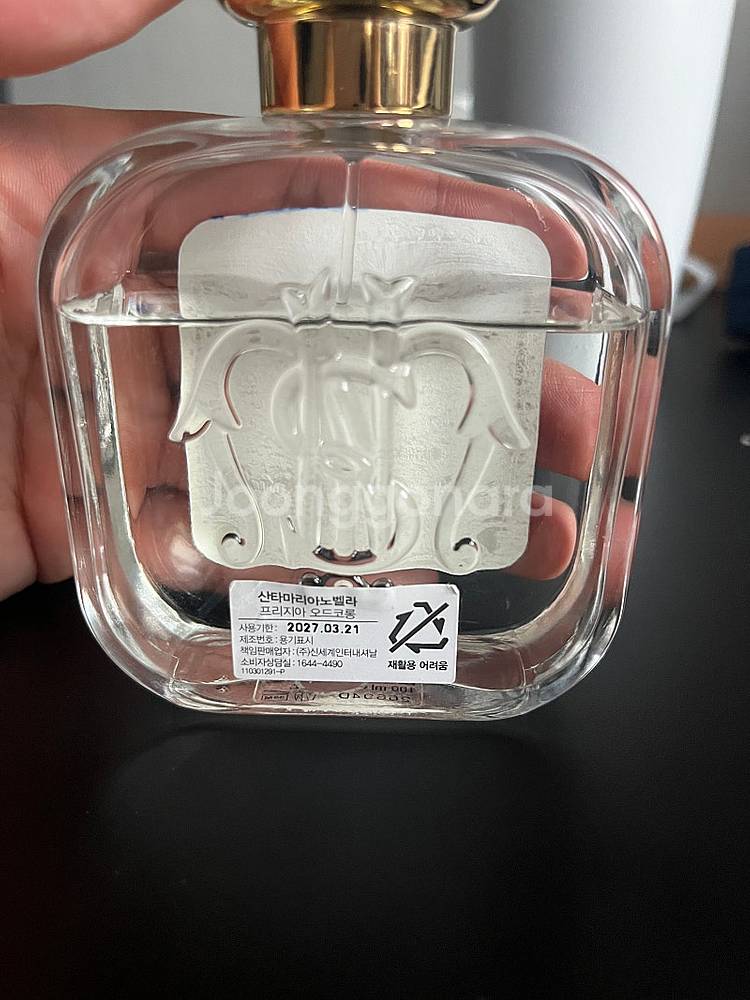 Joonggonara
산타마리아노벨라
프리지아 오드코롱
사용기한 : 2027.03.21
제조번호 : 용기표시
책임판매업자 : (주)신세계인터내셔날
소비자상담실 : 1644-4490
110301291-P
재활용 어려움
100 ml